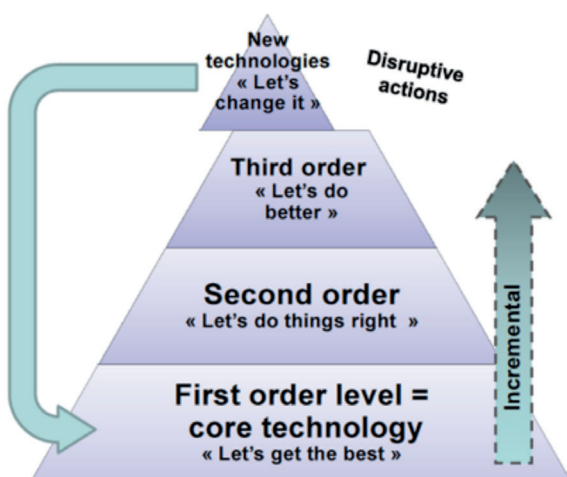 New
technologies
« Let's
change it »
Disruptive
actions
Third order
« Let's do
better »
Second order
« Let's do things right »
Incremental
First order level =
core technology
« Let's get the best »